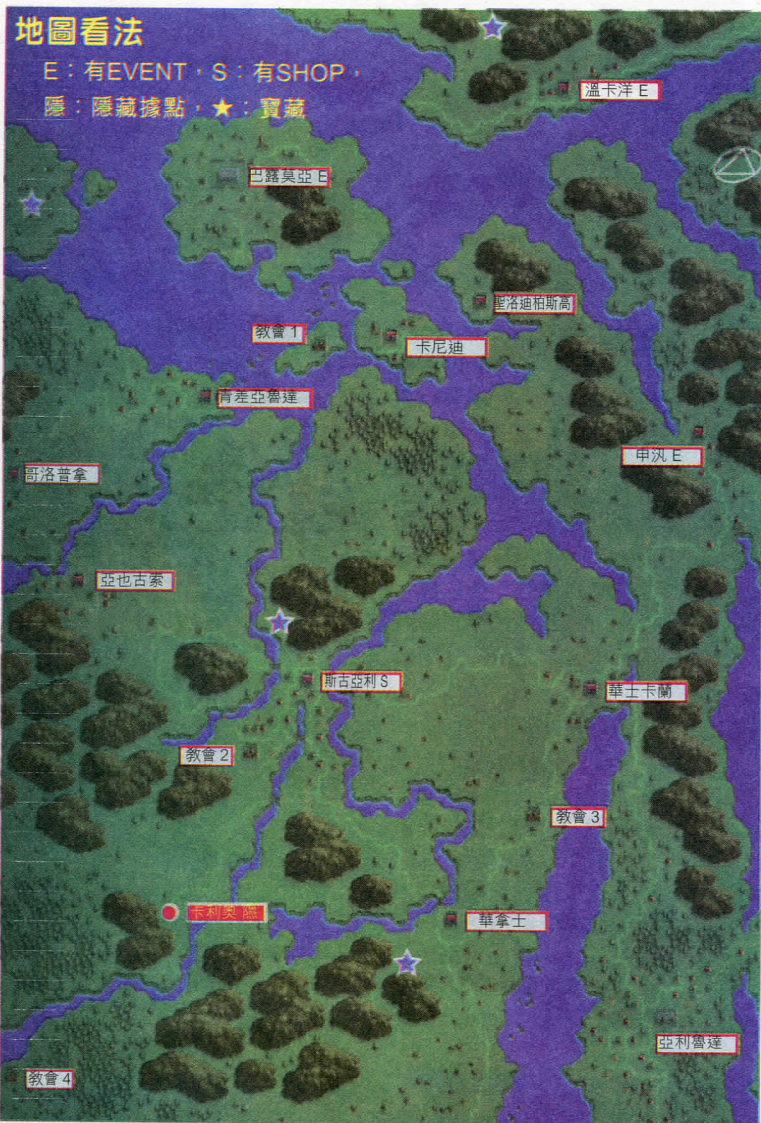 地圖看法
E：有EVENT，S：有SHOP，
隱：隱藏據點，★：寶藏
溫卡洋 E
巴露莫亞 E
聖洛迪柏斯高
教會 1
卡尼迪
肯差亞魯達
申汎 E
哥洛普拿
亞也古索
斯古亞利 S
華士卡蘭
教會 2
教會 3
卡利奧 隱
華拿士
亞利魯達
教會 4